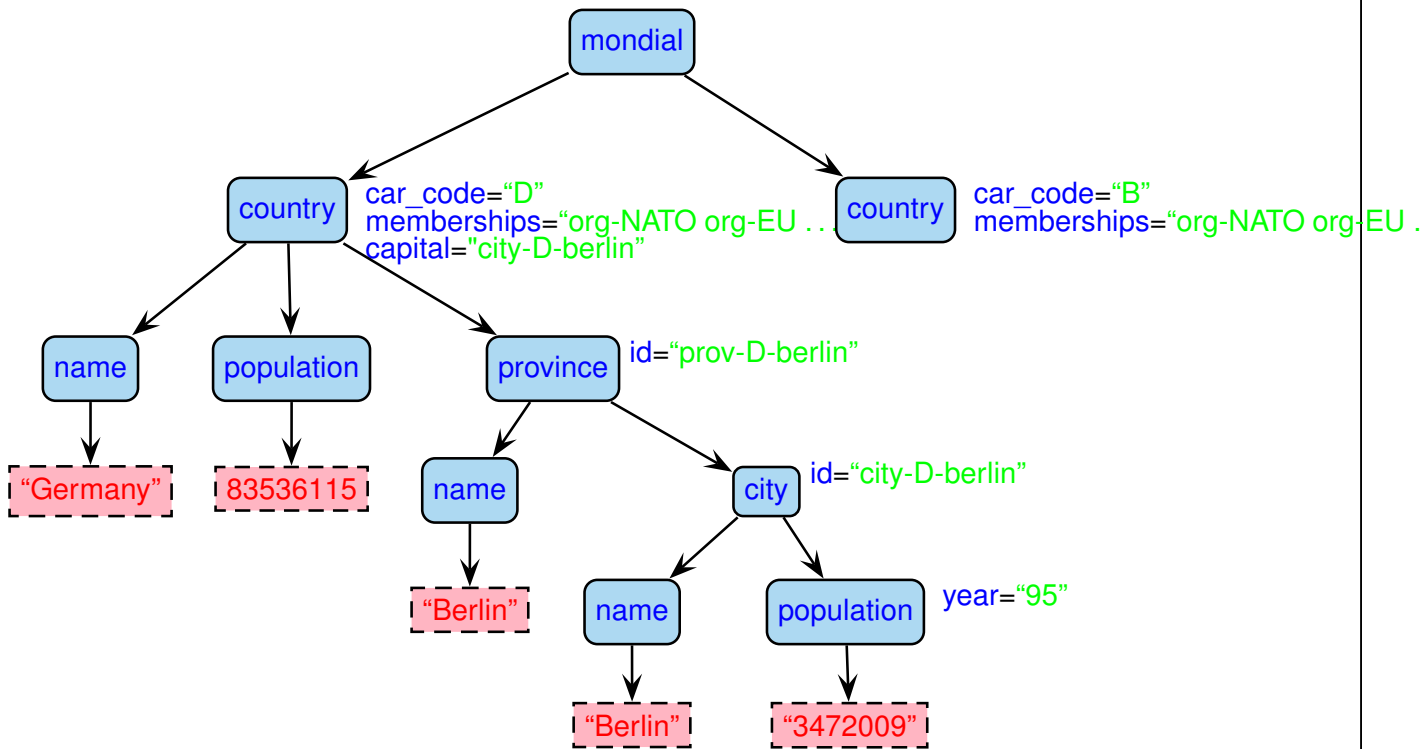 mondial
country
car_code=“D”
memberships=“org-NATO org-EU ...
capital="city-D-berlin”
country
car_code=“B”
memberships=“org-NATO org-EU .
name
population
province
id=“prov-D-berlin”
“Germany”
83536115
name
city
id=“city-D-berlin”
“Berlin”
name
population
year=“95”
“Berlin”
“3472009”